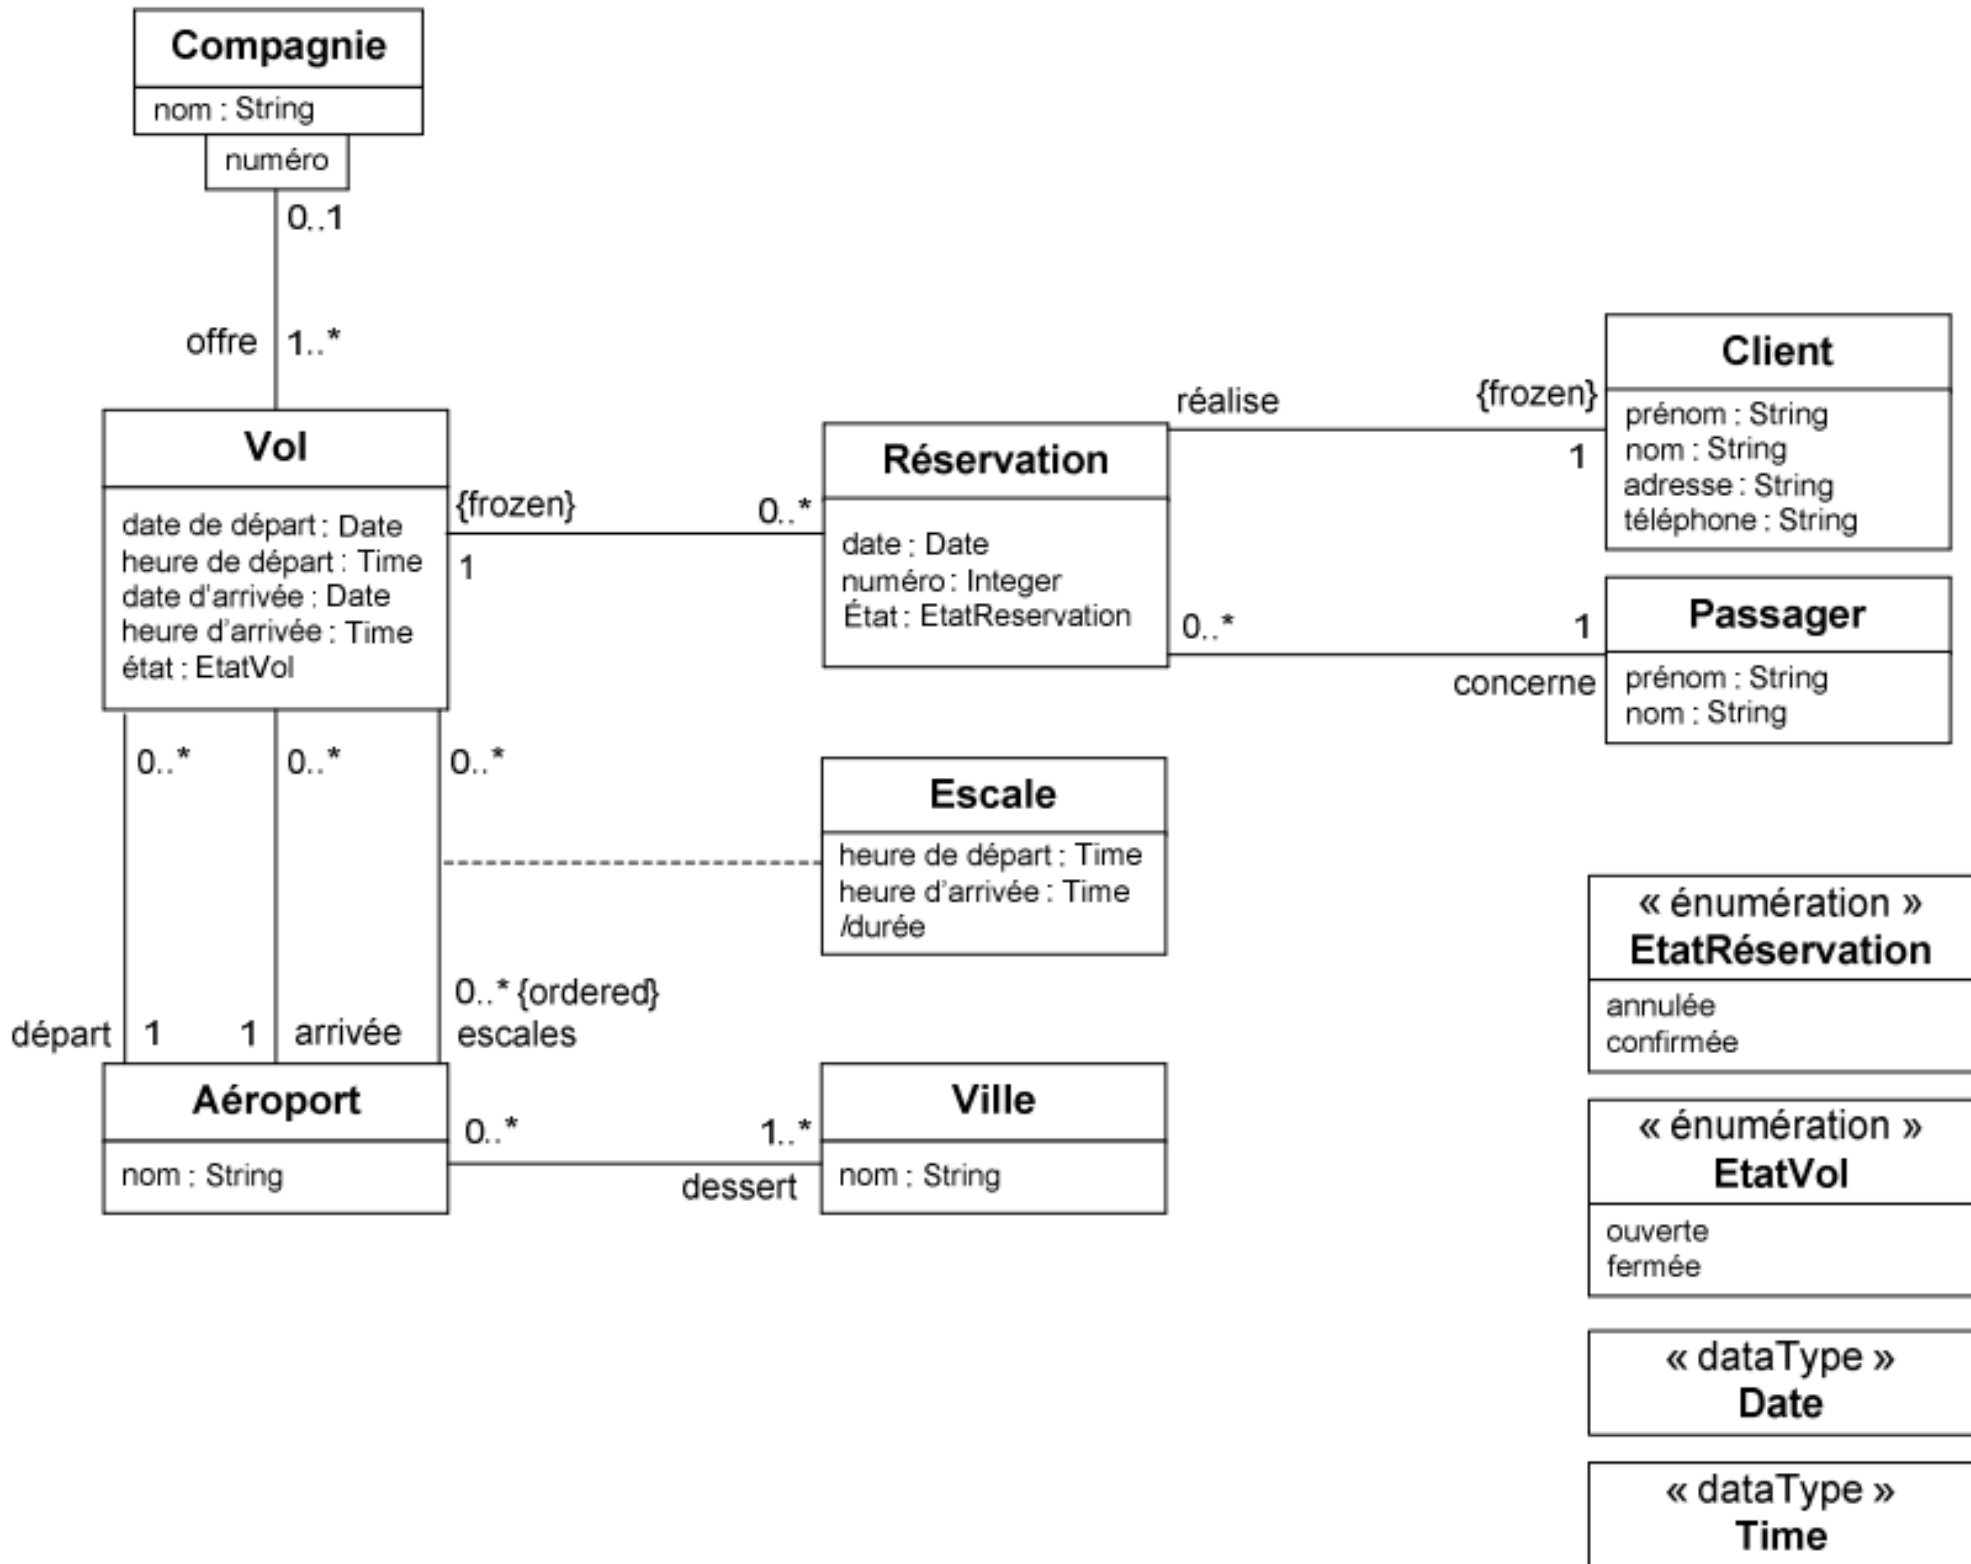 Compagnie
nom : String
numéro
0..1
offre
1..*
Vol
date de départ : Date
heure de départ : Time
date d'arrivée : Date
heure d'arrivée : Time
état : EtatVol
{frozen}
1
0..*
Réservation
date : Date
numéro : Integer
État : EtatReservation
réalise
{frozen}
1
Client
prénom : String
nom : String
adresse : String
téléphone : String
0..*
1
concerne
Passager
prénom : String
nom : String
0..*
0..*
0..*
Escale
heure de départ : Time
heure d'arrivée : Time
/durée
0..* {ordered}
départ
1
1
arrivée
escales
Aéroport
nom : String
0..*
1..*
dessert
Ville
nom : String
« énumération »
EtatRéservation
annulée
confirmée
« énumération »
EtatVol
ouverte
fermée
« dataType »
Date
« dataType »
Time